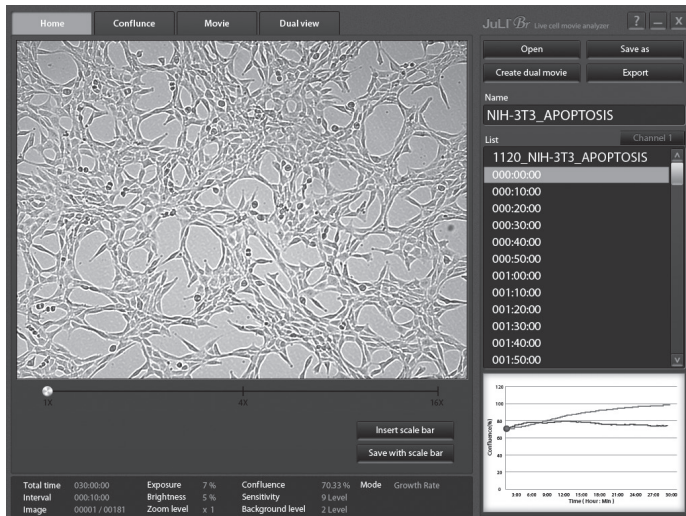 Home Conflunce Movie Dual view
JuLI Br Live cell movie analyzer ? X
Open Save as
Create dual movie Export
Name
NIH-3T3_APOPTOSIS
List Channel 1
1120_NIH-3T3_APOPTOSIS
000:00:00
000:10:00
000:20:00
000:30:00
000:40:00
000:50:00
001:00:00
001:10:00
001:20:00
001:30:00
001:40:00
001:50:00
1X 4X 16X
Insert scale bar
Save with scale bar
Total time 030:00:00 Exposure 7 % Confluence 70.33 % Mode Growth Rate
Interval 000:10:00 Brightness 5 % Sensitivity 9 Level
Image 00001 / 00181 Zoom level x 1 Background level 2 Level
Confluence(%)
120
100
80
60
40
20
0
3:00 6:00 9:00 12:00 15:00 18:00 21:00 24:00 27:00 30:00
Time ( Hour : Min )